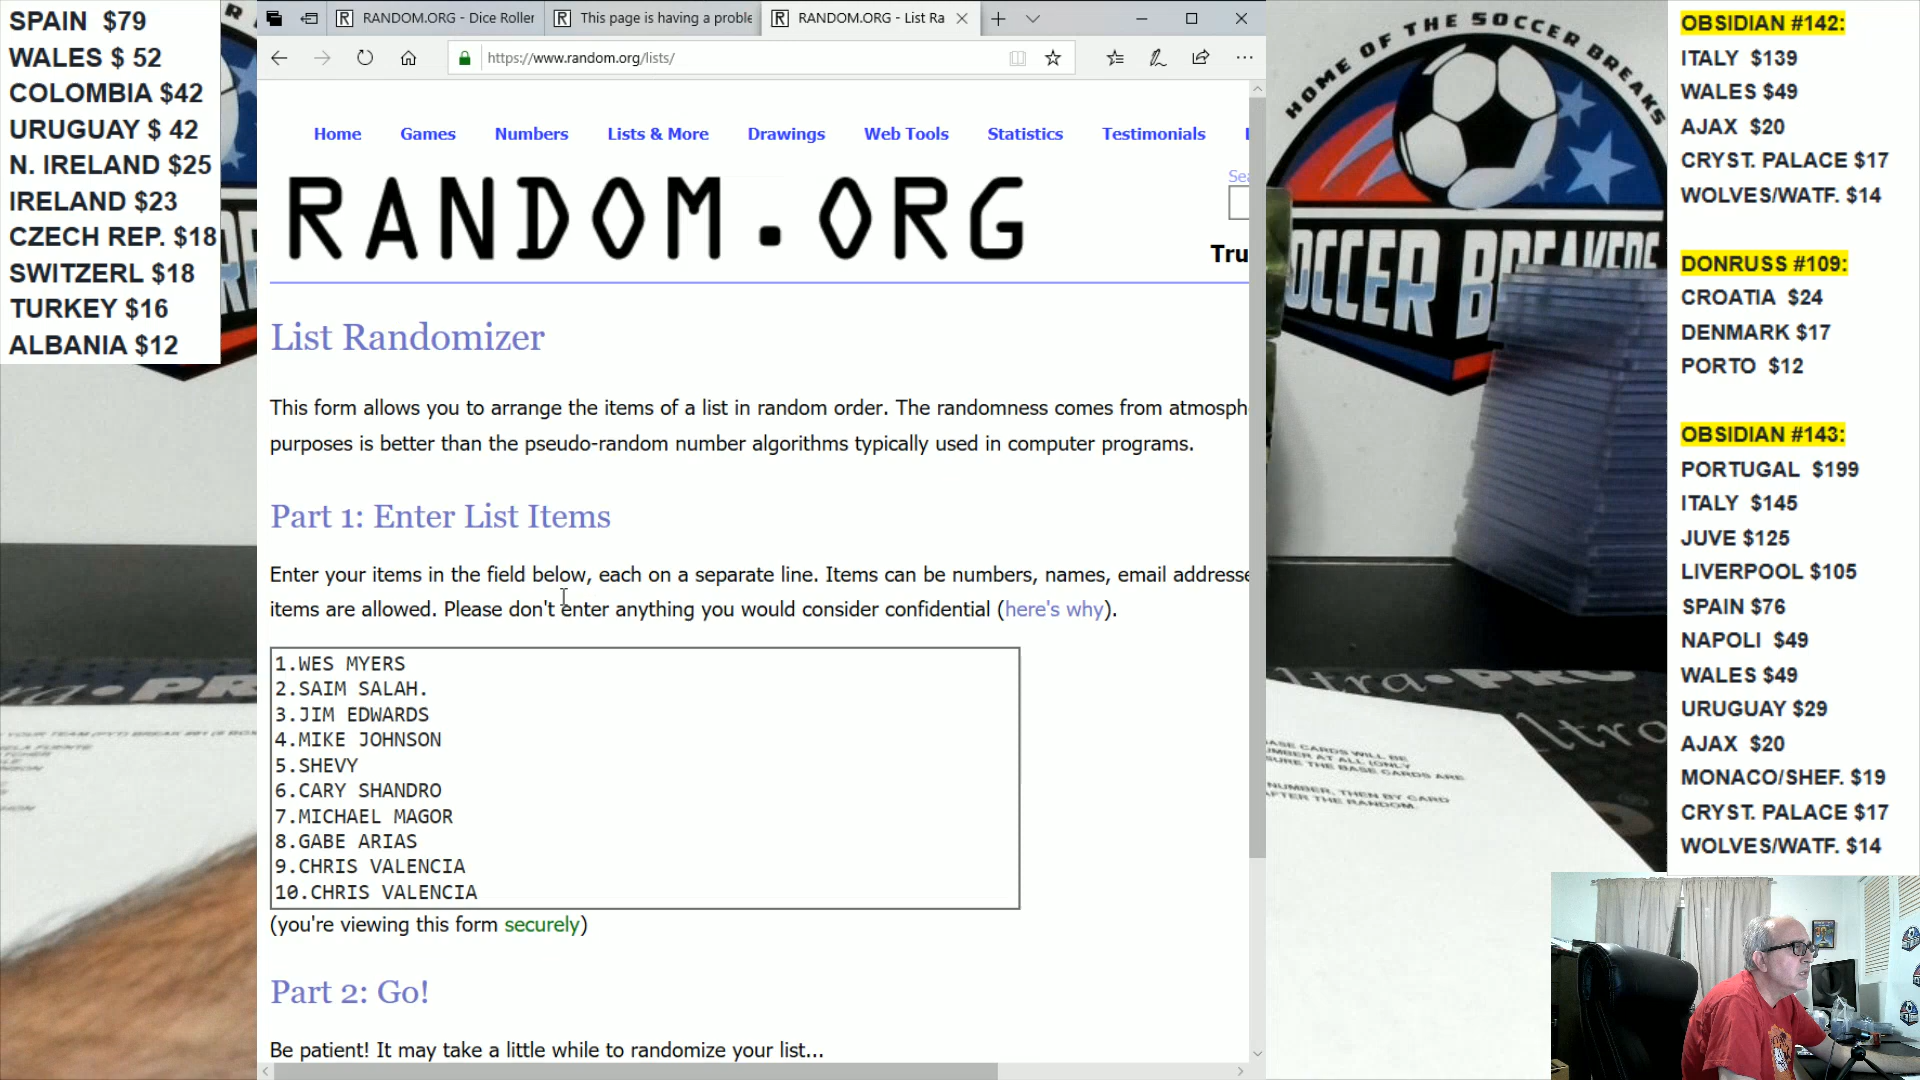 SPAIN $79
WALES $ 52
COLOMBIA $42
URUGUAY $ 42
N. IRELAND $25
IRELAND $23
CZECH REP. $18
SWITZERL $18
TURKEY $16
ALBANIA $12
RANDOM.ORG - Dice Roller
This page is having a proble
RANDOM.ORG - List Ra
https://www.random.org/lists/
Home Games Numbers Lists & More Drawings Web Tools Statistics Testimonials
Sea
RANDOM.ORG
Tru
List Randomizer
This form allows you to arrange the items of a list in random order. The randomness comes from atmosph
purposes is better than the pseudo-random number algorithms typically used in computer programs.
Part 1: Enter List Items
Enter your items in the field below, each on a separate line. Items can be numbers, names, email addresse
items are allowed. Please don't enter anything you would consider confidential (here's why).
1.WES MYERS
2.SAIM SALAH.
3.JIM EDWARDS
4.MIKE JOHNSON
5.SHEVY
6.CARY SHANDRO
7.MICHAEL MAGOR
8.GABE ARIAS
9.CHRIS VALENCIA
10.CHRIS VALENCIA
(you're viewing this form securely)
Part 2: Go!
Be patient! It may take a little while to randomize your list...
HOME OF THE SOCCER BREAKS
SOCCER BREAKERS
OBSIDIAN #142:
ITALY $139
WALES $49
AJAX $20
CRYST. PALACE $17
WOLVES/WATF. $14
DONRUSS #109:
CROATIA $24
DENMARK $17
PORTO $12
OBSIDIAN #143:
PORTUGAL $199
ITALY $145
JUVE $125
LIVERPOOL $105
SPAIN $76
NAPOLI $49
WALES $49
URUGUAY $29
AJAX $20
MONACO/SHEF. $19
CRYST. PALACE $17
WOLVES/WATF. $14